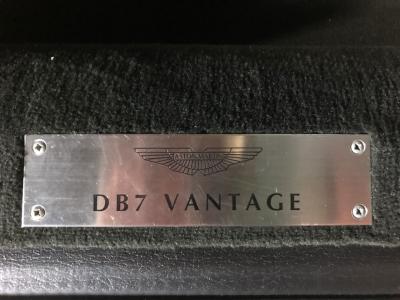 ASTON MARTIN
DB7 VANTAGE